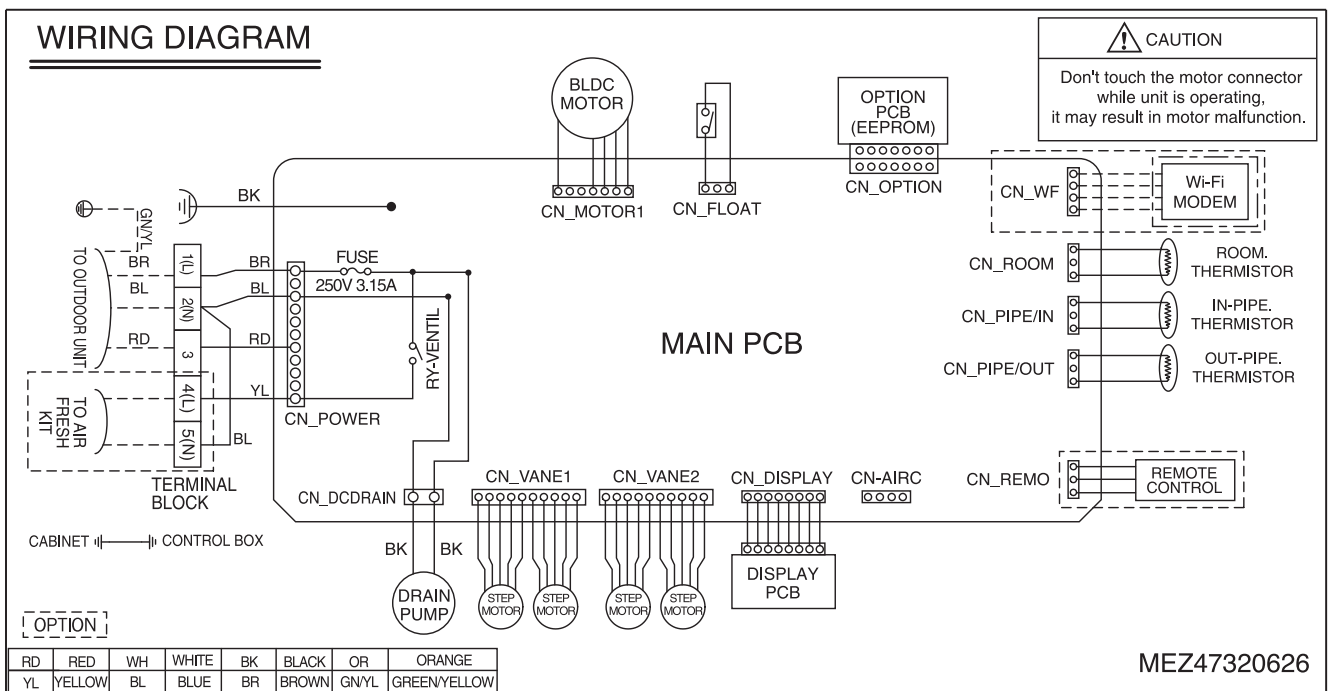 WIRING DIAGRAM
CAUTION
Don't touch the motor connector
while unit is operating,
it may result in motor malfunction.
BLDC
MOTOR
OPTION
PCB
(EEPROM)
CN_MOTOR1
CN_FLOAT
CN_OPTION
CN_WF
Wi-Fi
MODEM
BK
GN/YL
TO OUTDOOR UNIT
BR
BL
RD
1(L)
2(N)
3
4(L)
5(N)
BR
BL
RD
YL
BL
FUSE
250V 3.15A
RY-VENTIL
CN_POWER
MAIN PCB
CN_ROOM
ROOM.
THERMISTOR
CN_PIPE/IN
IN-PIPE.
THERMISTOR
CN_PIPE/OUT
OUT-PIPE.
THERMISTOR
TO AIR
FRESH
KIT
TERMINAL
BLOCK
CN_DCDRAIN
CN_VANE1
CN_VANE2
CN_DISPLAY
CN-AIRC
CN_REMO
REMOTE
CONTROL
CABINET
CONTROL BOX
BK
BK
DRAIN
PUMP
STEP
MOTOR
STEP
MOTOR
STEP
MOTOR
STEP
MOTOR
DISPLAY
PCB
OPTION
RD RED WH WHITE BK BLACK OR ORANGE
YL YELLOW BL BLUE BR BROWN GN/YL GREEN/YELLOW
MEZ47320626